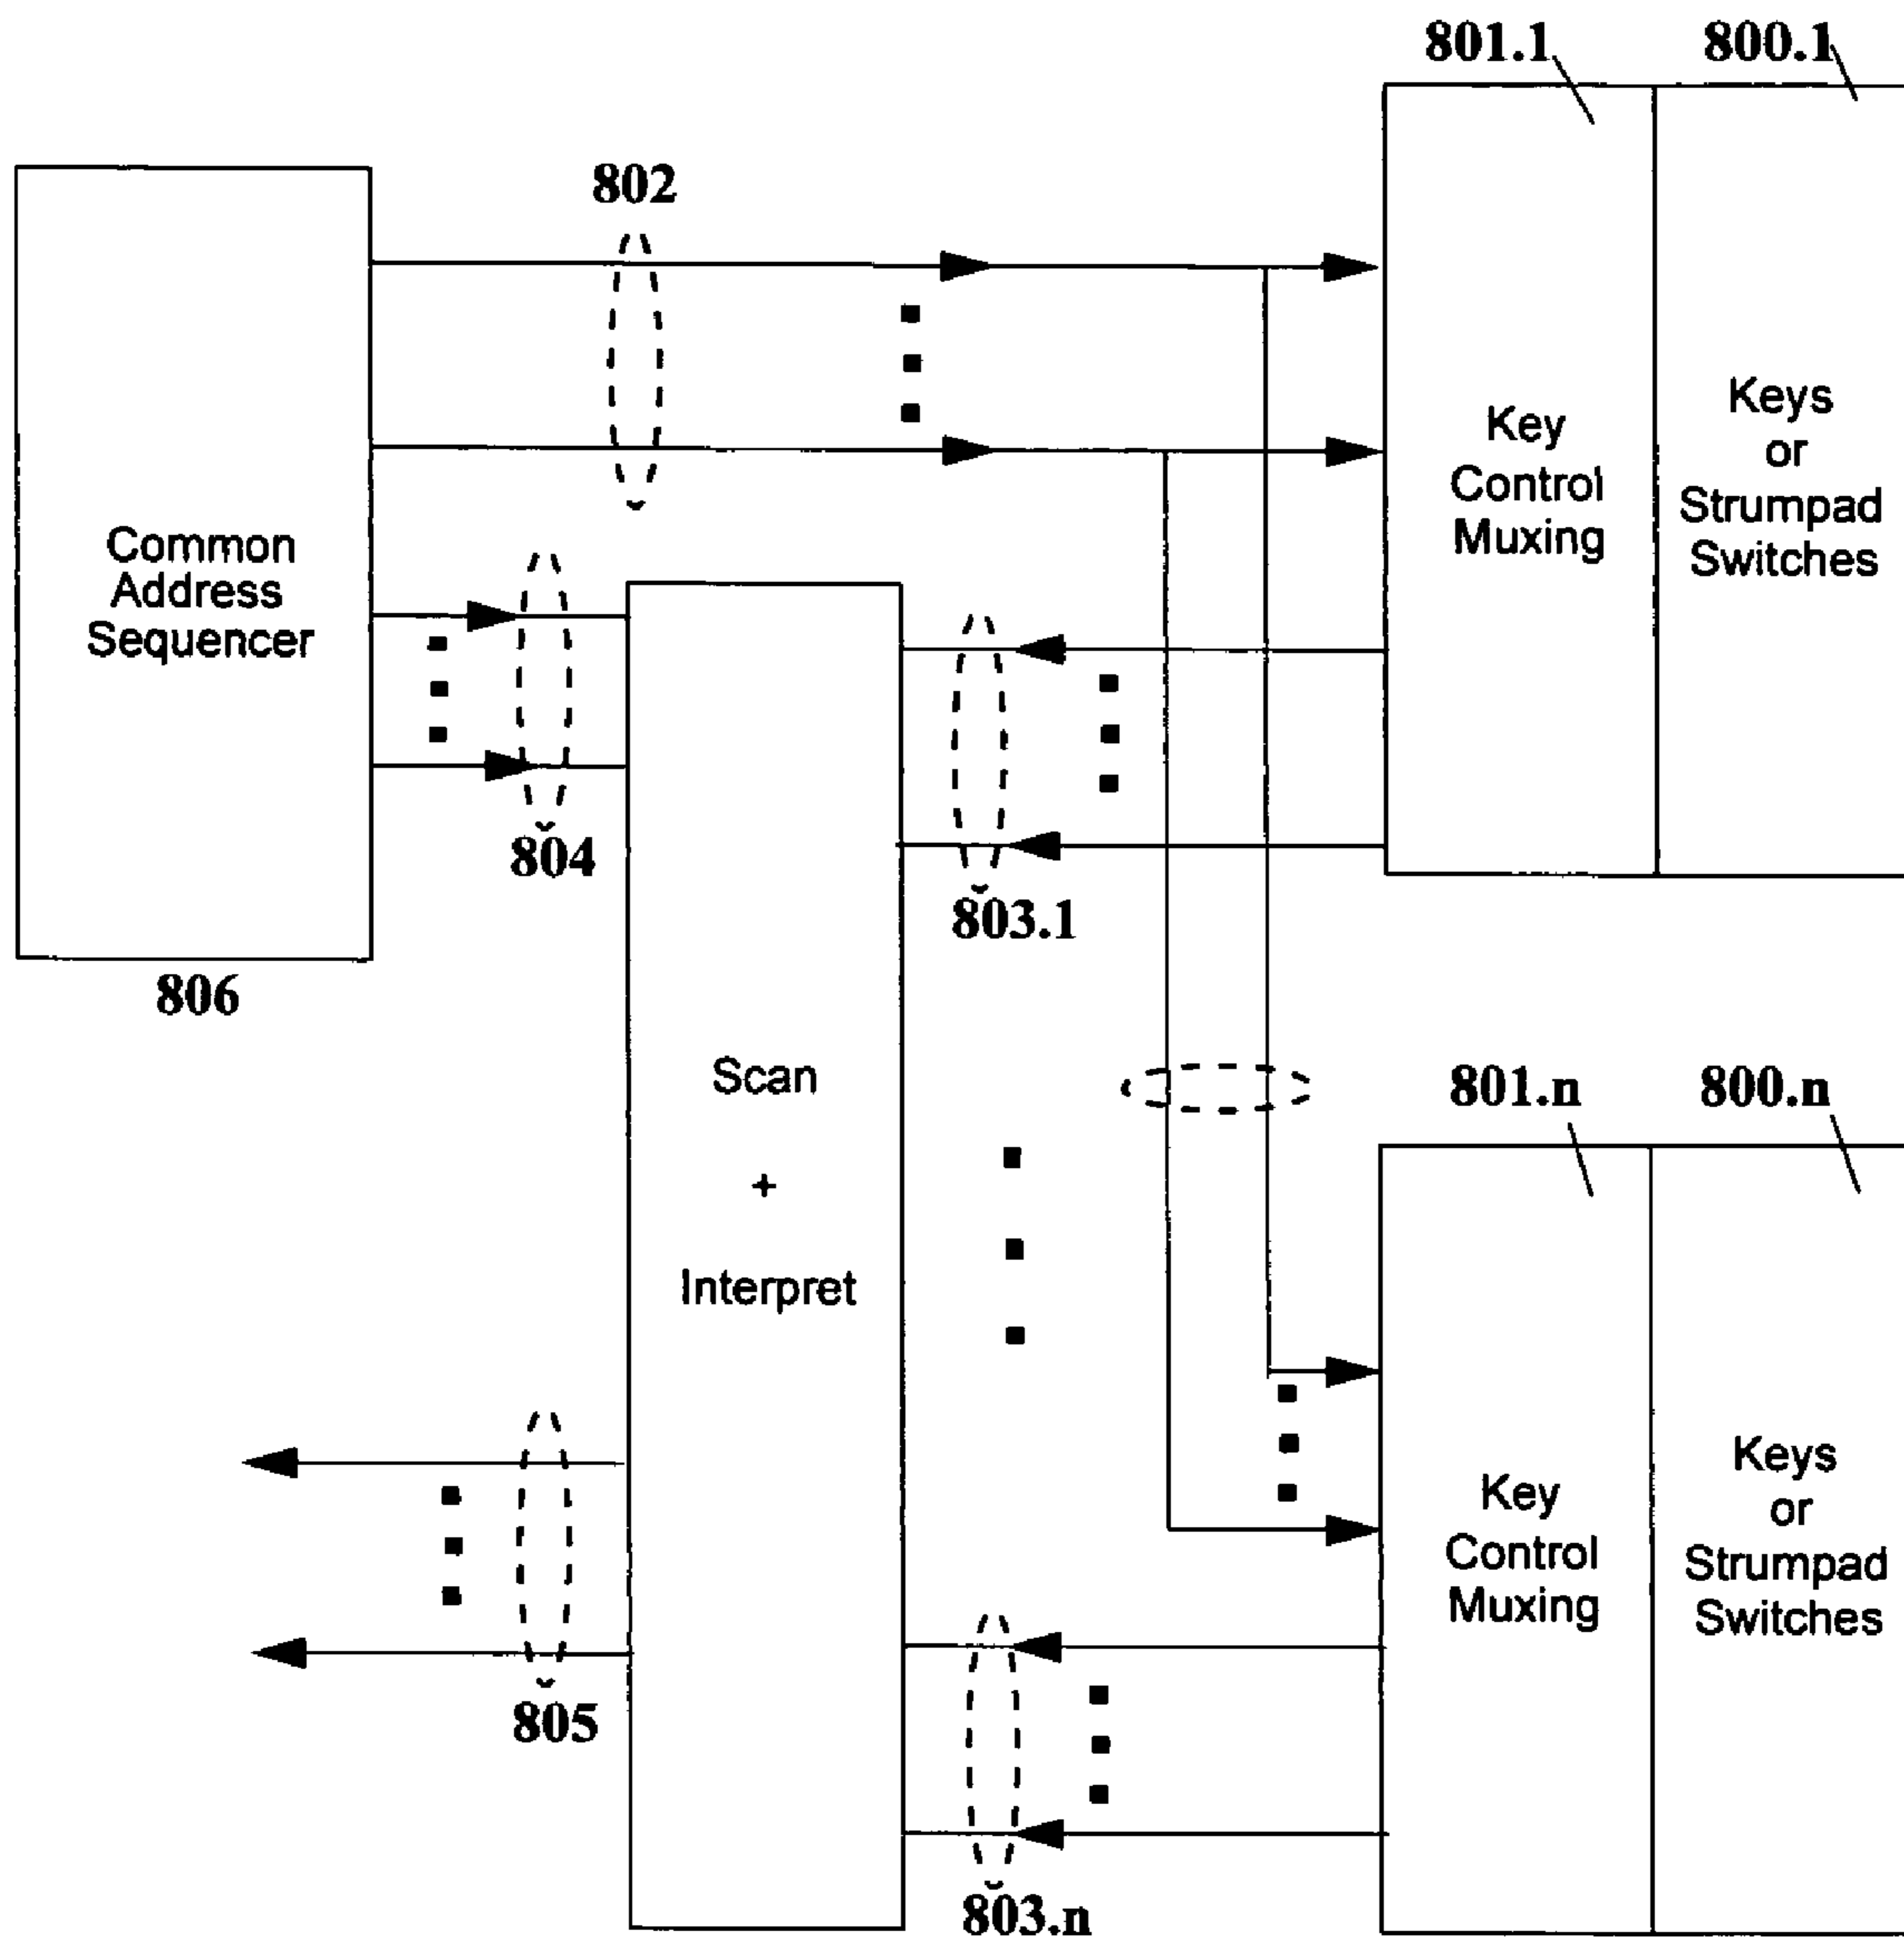 801.1
800.1
802
Common
Address
Sequencer
Key
Control
Muxing
Keys
or
Strumpad
Switches
804
803.1
806
Scan
+
Interpret
801.n
800.n
Key
Control
Muxing
Keys
or
Strumpad
Switches
805
803.n